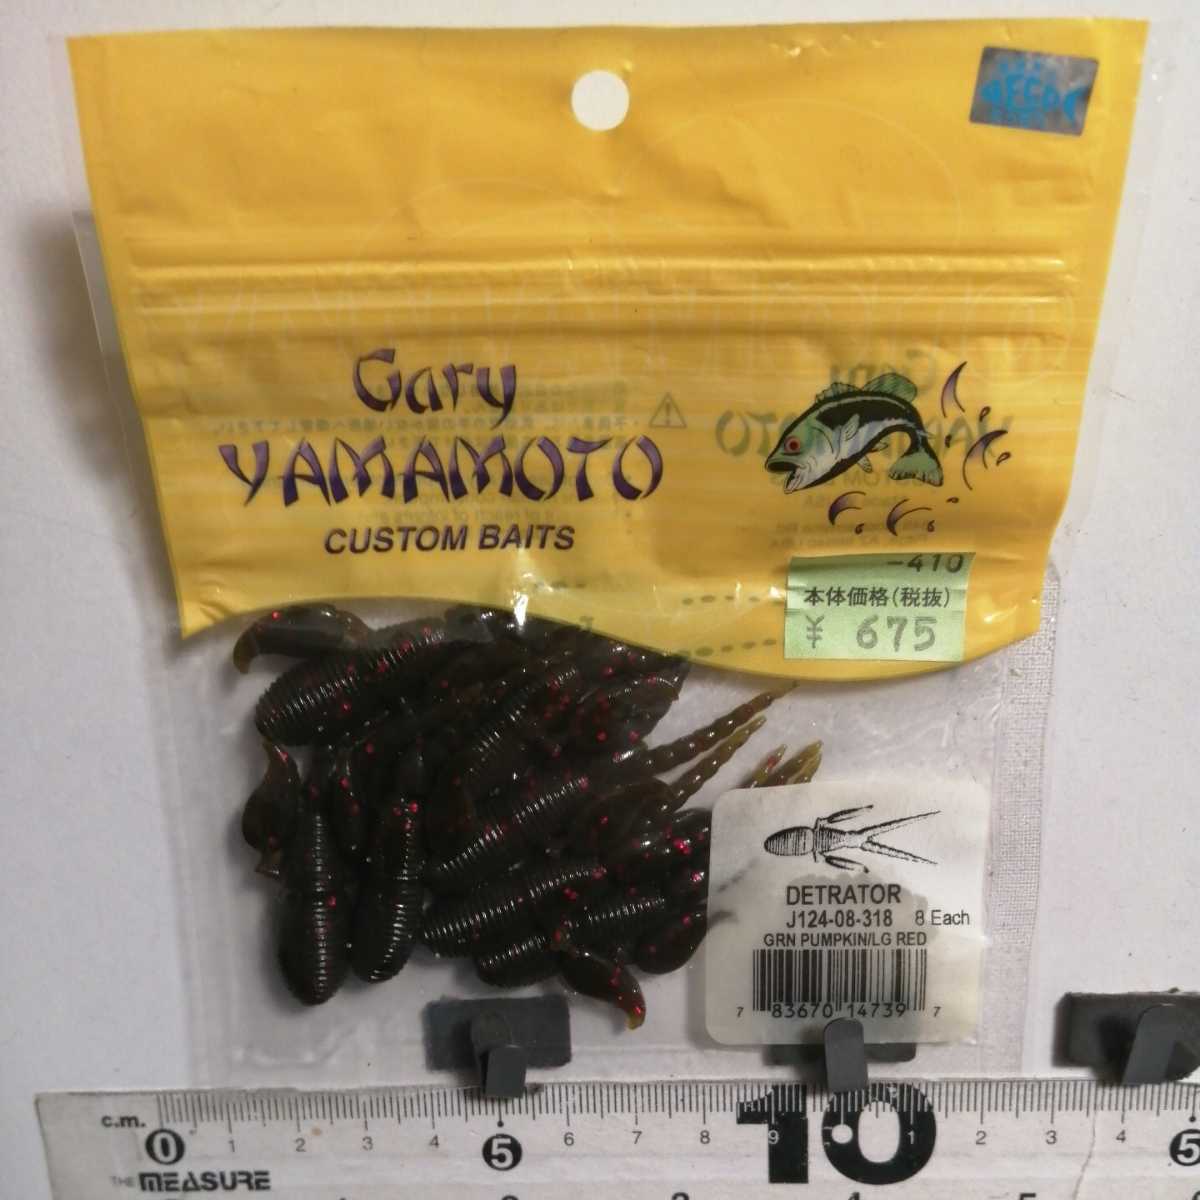 FECO
Gary
YAMAMOTO
CUSTOM BAITS
-410
本体価格(税抜)
¥ 675
DETRATOR
J124-08-318 8 Each
GRN PUMPKIN/LG RED
7 83670 14739 7
c.m.
0 1 2 3 4 5 6 7 8 9 10 1 2 3 4 5
THE MEASURE